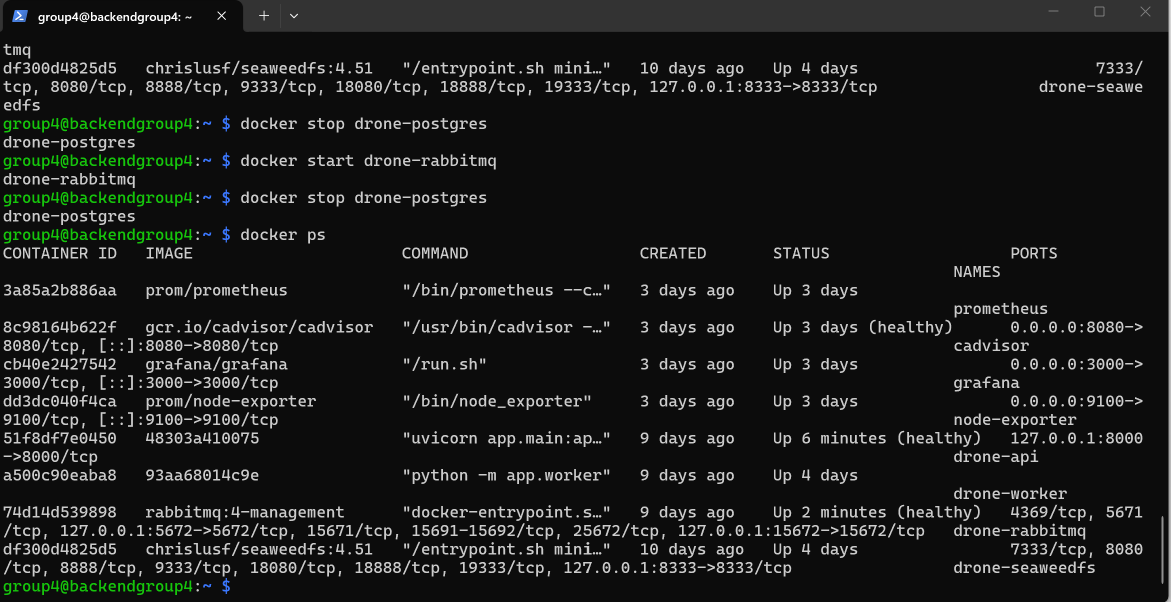 group4@backendgroup4: ~
tmq
df300d4825d5   chrislusf/seaweedfs:4.51   "/entrypoint.sh mini…"   10 days ago   Up 4 days                         7333/
tcp, 8080/tcp, 8888/tcp, 9333/tcp, 18080/tcp, 18888/tcp, 19333/tcp, 127.0.0.1:8333->8333/tcp                 drone-seawe
edfs
group4@backendgroup4:~ $ docker stop drone-postgres
drone-postgres
group4@backendgroup4:~ $ docker start drone-rabbitmq
drone-rabbitmq
group4@backendgroup4:~ $ docker stop drone-postgres
drone-postgres
group4@backendgroup4:~ $ docker ps
CONTAINER ID   IMAGE                      COMMAND                  CREATED       STATUS                   PORTS
NAMES
3a85a2b886aa   prom/prometheus            "/bin/prometheus --c…"   3 days ago    Up 3 days
prometheus
8c98164b622f   gcr.io/cadvisor/cadvisor   "/usr/bin/cadvisor -…"   3 days ago    Up 3 days (healthy)      0.0.0.0:8080->
8080/tcp, [::]:8080->8080/tcp                                                                       cadvisor
cb40e2427542   grafana/grafana            "/run.sh"                3 days ago    Up 3 days                0.0.0.0:3000->
3000/tcp, [::]:3000->3000/tcp                                                                       grafana
dd3dc040f4ca   prom/node-exporter         "/bin/node_exporter"     3 days ago    Up 3 days                0.0.0.0:9100->
9100/tcp, [::]:9100->9100/tcp                                                                       node-exporter
51f8df7e0450   48303a410075               "uvicorn app.main:ap…"   9 days ago    Up 6 minutes (healthy)   127.0.0.1:8000
->8000/tcp                                                                                          drone-api
a500c90eaba8   93aa68014c9e               "python -m app.worker"   9 days ago    Up 4 days
drone-worker
74d14d539898   rabbitmq:4-management      "docker-entrypoint.s…"   9 days ago    Up 2 minutes (healthy)   4369/tcp, 5671
/tcp, 127.0.0.1:5672->5672/tcp, 15671/tcp, 15691-15692/tcp, 25672/tcp, 127.0.0.1:15672->15672/tcp   drone-rabbitmq
df300d4825d5   chrislusf/seaweedfs:4.51   "/entrypoint.sh mini…"   10 days ago   Up 4 days                7333/tcp, 8080
/tcp, 8888/tcp, 9333/tcp, 18080/tcp, 18888/tcp, 19333/tcp, 127.0.0.1:8333->8333/tcp                 drone-seaweedfs
group4@backendgroup4:~ $